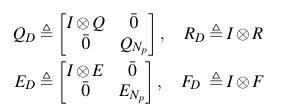 Q_D ≜ [ I ⊗ Q  0̄ ; 0̄  Q_{N_p} ] ,  R_D ≜ I ⊗ R
E_D ≜ [ I ⊗ E  0̄ ; 0̄  E_{N_p} ] ,  F_D ≜ I ⊗ F